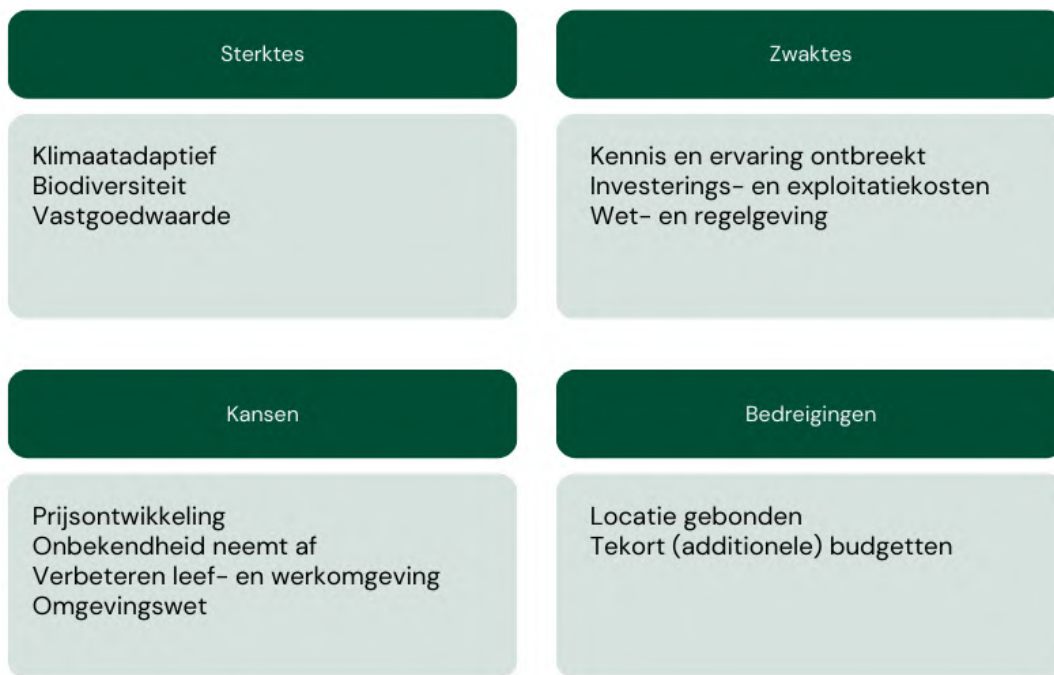 Sterktes
Klimaatadaptief
Biodiversiteit
Vastgoedwaarde
Zwaktes
Kennis en ervaring ontbreekt
Investerings- en exploitatiekosten
Wet- en regelgeving
Kansen
Prijsontwikkeling
Onbekendheid neemt af
Verbeteren leef- en werkomgeving
Omgevingswet
Bedreigingen
Locatie gebonden
Tekort (additionele) budgetten